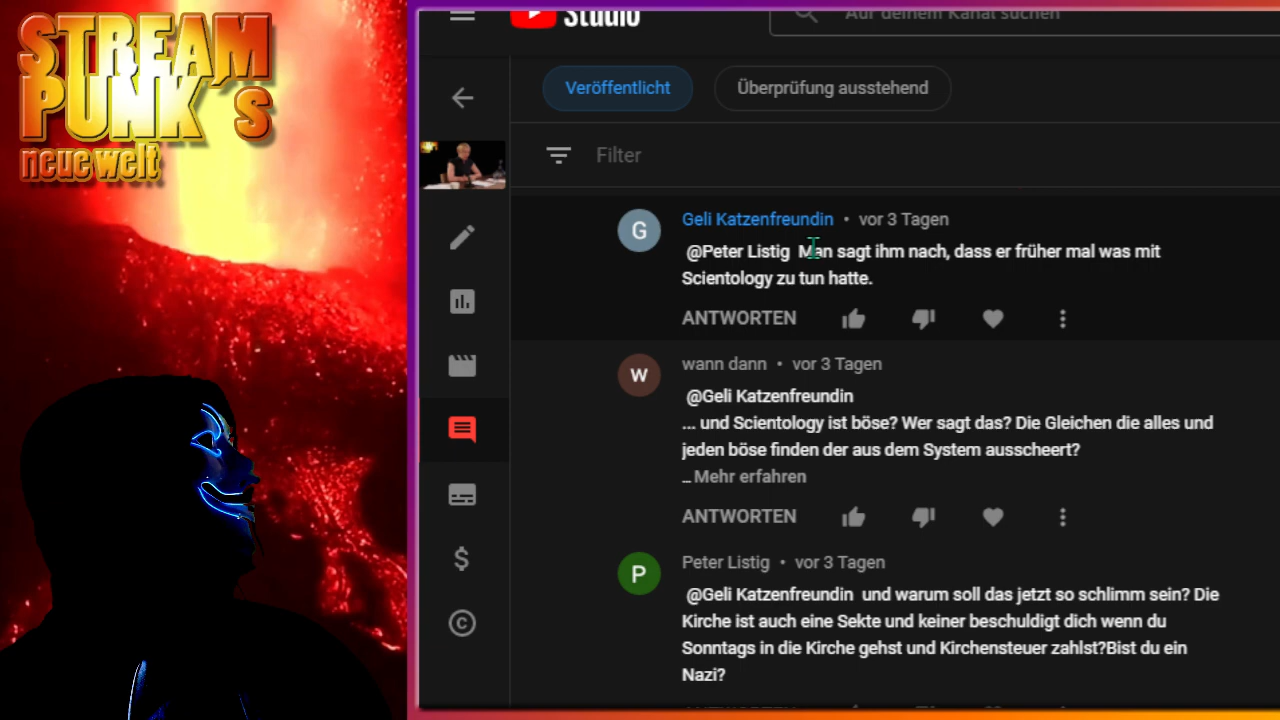 STREAM
PUNK´s
neue welt
Studio
Auf deinem Kanal suchen
Veröffentlicht
Überprüfung ausstehend
Filter
G
Geli Katzenfreundin • vor 3 Tagen
@Peter Listig Man sagt ihm nach, dass er früher mal was mit
Scientology zu tun hatte.
ANTWORTEN
w
wann dann • vor 3 Tagen
@Geli Katzenfreundin
... und Scientology ist böse? Wer sagt das? Die Gleichen die alles und
jeden böse finden der aus dem System ausscheert?
... Mehr erfahren
ANTWORTEN
P
Peter Listig • vor 3 Tagen
@Geli Katzenfreundin und warum soll das jetzt so schlimm sein? Die
Kirche ist auch eine Sekte und keiner beschuldigt dich wenn du
Sonntags in die Kirche gehst und Kirchensteuer zahlst?Bist du ein
Nazi?